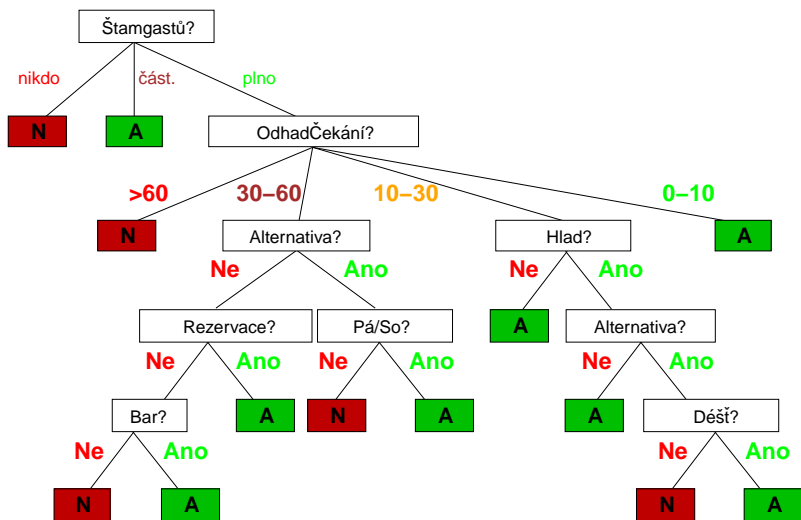 Štamgastů?
nikdo část. plno
N A OdhadČekání?
>60 30–60 10–30 0–10
N Alternativa? Hlad? A
Ne Ano Ne Ano
Rezervace? Pá/So? A Alternativa?
Ne Ano Ne Ano Ne Ano
Bar? A N A A Déšť?
Ne Ano Ne Ano
N A N A